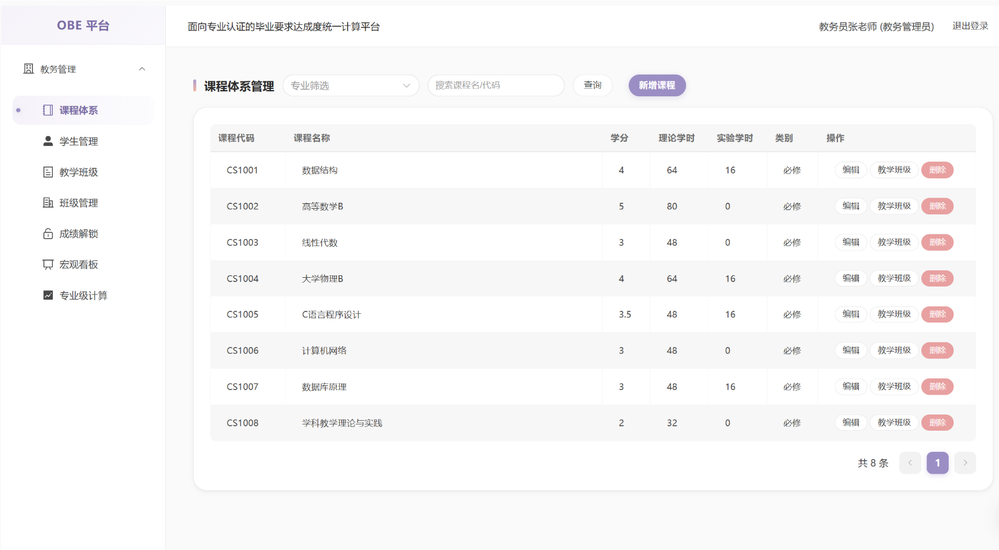 OBE 平台
面向专业认证的毕业要求达成度统一计算平台
教务员张老师 (教务管理员) 退出登录
教务管理
课程体系
学生管理
教学班级
班级管理
成绩解锁
宏观看板
专业级计算
课程体系管理 专业筛选 搜索课程名/代码 查询 新增课程
课程代码 课程名称 学分 理论学时 实验学时 类别 操作
CS1001 数据结构 4 64 16 必修 编辑 教学班级 删除
CS1002 高等数学B 5 80 0 必修 编辑 教学班级 删除
CS1003 线性代数 3 48 0 必修 编辑 教学班级 删除
CS1004 大学物理B 4 64 16 必修 编辑 教学班级 删除
CS1005 C语言程序设计 3.5 48 16 必修 编辑 教学班级 删除
CS1006 计算机网络 3 48 0 必修 编辑 教学班级 删除
CS1007 数据库原理 3 48 16 必修 编辑 教学班级 删除
CS1008 学科教学理论与实践 2 32 0 必修 编辑 教学班级 删除
共 8 条 1